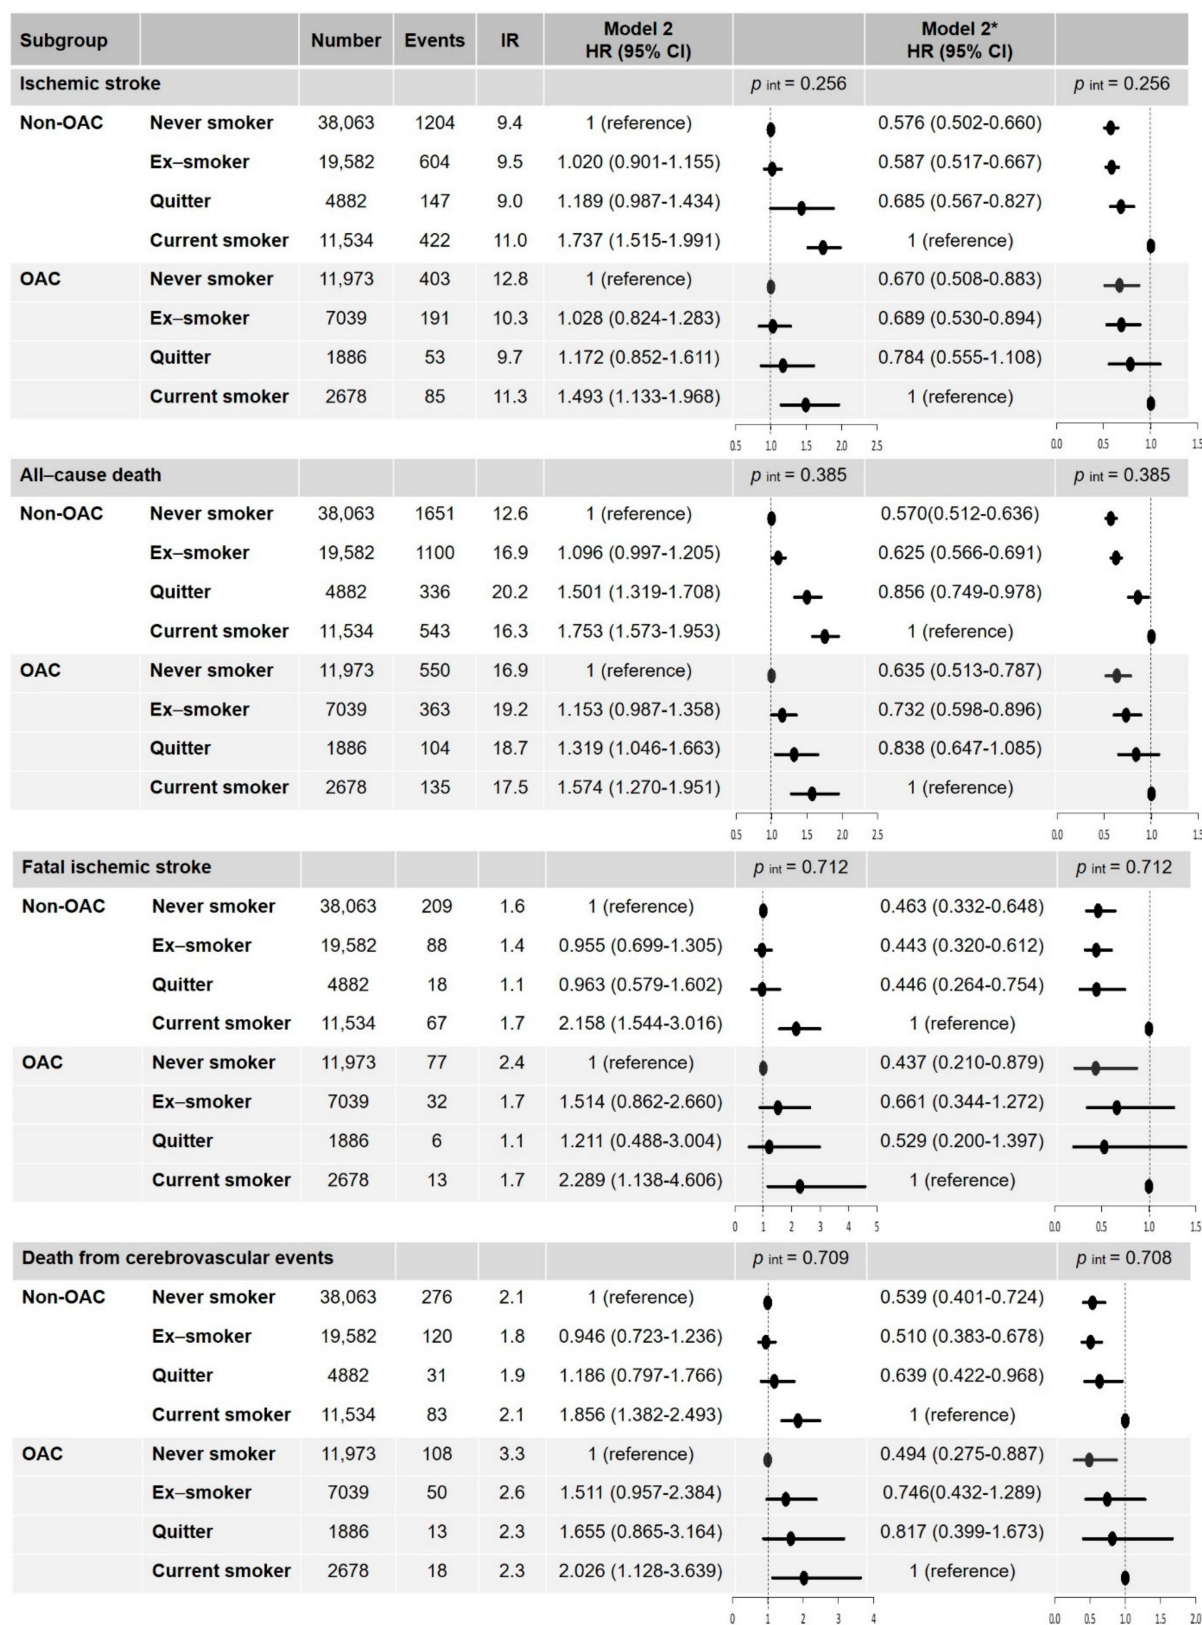 Subgroup Number Events IR Model 2 HR (95% CI) Model 2* HR (95% CI)
Ischemic stroke p int = 0.256 p int = 0.256
Non-OAC Never smoker 38,063 1204 9.4 1 (reference) 0.576 (0.502-0.660)
Ex–smoker 19,582 604 9.5 1.020 (0.901-1.155) 0.587 (0.517-0.667)
Quitter 4882 147 9.0 1.189 (0.987-1.434) 0.685 (0.567-0.827)
Current smoker 11,534 422 11.0 1.737 (1.515-1.991) 1 (reference)
OAC Never smoker 11,973 403 12.8 1 (reference) 0.670 (0.508-0.883)
Ex–smoker 7039 191 10.3 1.028 (0.824-1.283) 0.689 (0.530-0.894)
Quitter 1886 53 9.7 1.172 (0.852-1.611) 0.784 (0.555-1.108)
Current smoker 2678 85 11.3 1.493 (1.133-1.968) 1 (reference)
0.5 1.0 1.5 2.0 2.5 0.0 0.5 1.0 1.5
All–cause death p int = 0.385 p int = 0.385
Non-OAC Never smoker 38,063 1651 12.6 1 (reference) 0.570(0.512-0.636)
Ex–smoker 19,582 1100 16.9 1.096 (0.997-1.205) 0.625 (0.566-0.691)
Quitter 4882 336 20.2 1.501 (1.319-1.708) 0.856 (0.749-0.978)
Current smoker 11,534 543 16.3 1.753 (1.573-1.953) 1 (reference)
OAC Never smoker 11,973 550 16.9 1 (reference) 0.635 (0.513-0.787)
Ex–smoker 7039 363 19.2 1.153 (0.987-1.358) 0.732 (0.598-0.896)
Quitter 1886 104 18.7 1.319 (1.046-1.663) 0.838 (0.647-1.085)
Current smoker 2678 135 17.5 1.574 (1.270-1.951) 1 (reference)
0.5 1.0 1.5 2.0 2.5 0.0 0.5 1.0 1.5
Fatal ischemic stroke p int = 0.712 p int = 0.712
Non-OAC Never smoker 38,063 209 1.6 1 (reference) 0.463 (0.332-0.648)
Ex–smoker 19,582 88 1.4 0.955 (0.699-1.305) 0.443 (0.320-0.612)
Quitter 4882 18 1.1 0.963 (0.579-1.602) 0.446 (0.264-0.754)
Current smoker 11,534 67 1.7 2.158 (1.544-3.016) 1 (reference)
OAC Never smoker 11,973 77 2.4 1 (reference) 0.437 (0.210-0.879)
Ex–smoker 7039 32 1.7 1.514 (0.862-2.660) 0.661 (0.344-1.272)
Quitter 1886 6 1.1 1.211 (0.488-3.004) 0.529 (0.200-1.397)
Current smoker 2678 13 1.7 2.289 (1.138-4.606) 1 (reference)
0 1 2 3 4 5 0.0 0.5 1.0 1.5
Death from cerebrovascular events p int = 0.709 p int = 0.708
Non-OAC Never smoker 38,063 276 2.1 1 (reference) 0.539 (0.401-0.724)
Ex–smoker 19,582 120 1.8 0.946 (0.723-1.236) 0.510 (0.383-0.678)
Quitter 4882 31 1.9 1.186 (0.797-1.766) 0.639 (0.422-0.968)
Current smoker 11,534 83 2.1 1.856 (1.382-2.493) 1 (reference)
OAC Never smoker 11,973 108 3.3 1 (reference) 0.494 (0.275-0.887)
Ex–smoker 7039 50 2.6 1.511 (0.957-2.384) 0.746(0.432-1.289)
Quitter 1886 13 2.3 1.655 (0.865-3.164) 0.817 (0.399-1.673)
Current smoker 2678 18 2.3 2.026 (1.128-3.639) 1 (reference)
0 1 2 3 4 0.0 0.5 1.0 1.5 2.0